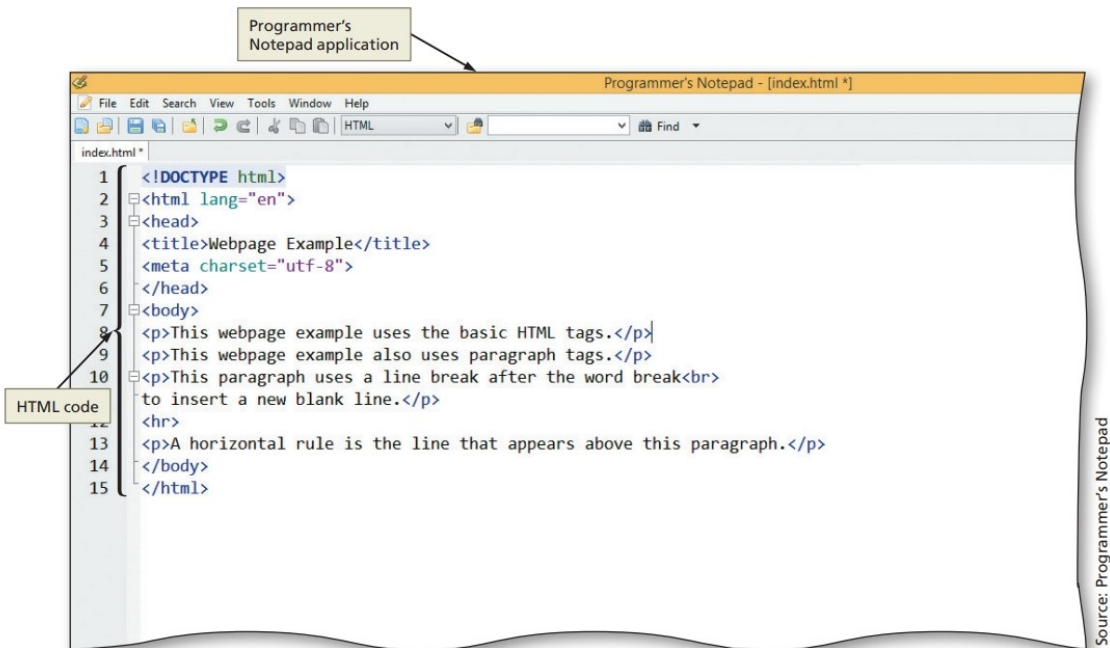 Programmer's
Notepad application
Programmer's Notepad - [index.html *]
File Edit Search View Tools Window Help
HTML
Find
index.html *
1 <!DOCTYPE html>
2 <html lang="en">
3 <head>
4 <title>Webpage Example</title>
5 <meta charset="utf-8">
6 </head>
7 <body>
8 <p>This webpage example uses the basic HTML tags.</p>
9 <p>This webpage example also uses paragraph tags.</p>
10 <p>This paragraph uses a line break after the word break<br>
to insert a new blank line.</p>
12 <hr>
13 <p>A horizontal rule is the line that appears above this paragraph.</p>
14 </body>
15 </html>
HTML code
Source: Programmer's Notepad